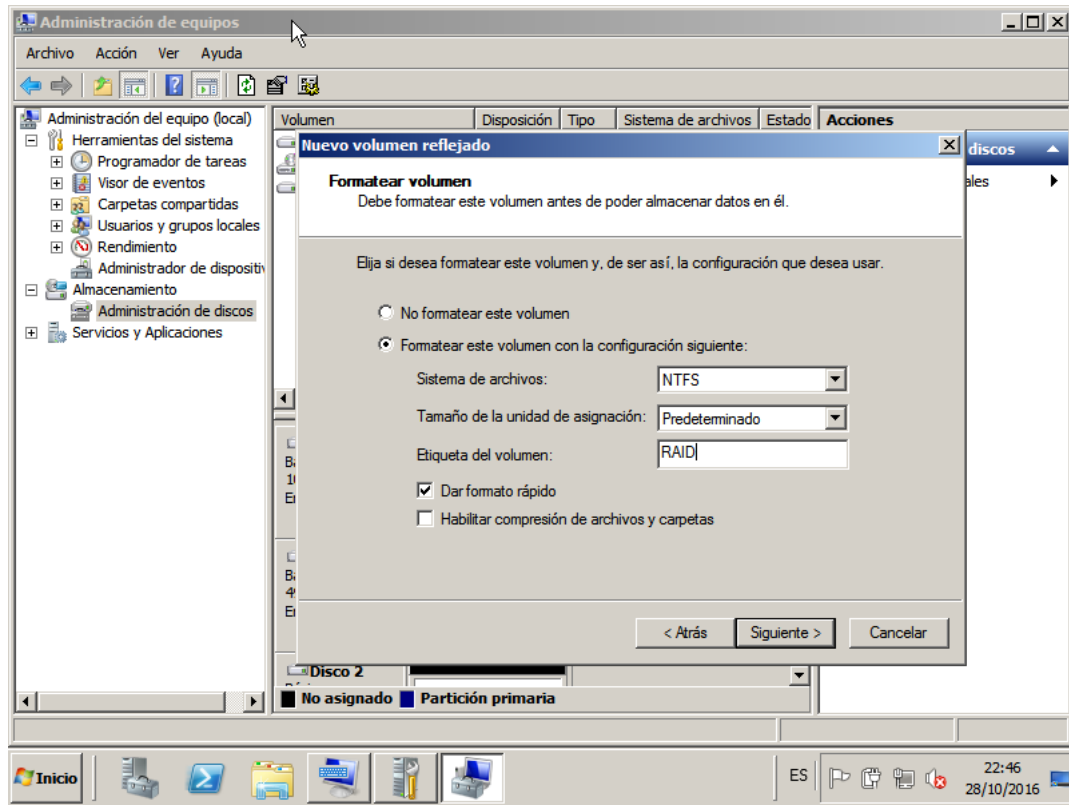 Administración de equipos
Archivo Acción Ver Ayuda
Administración del equipo (local)
Herramientas del sistema
Programador de tareas
Visor de eventos
Carpetas compartidas
Usuarios y grupos locales
Rendimiento
Administrador de dispositiv
Almacenamiento
Administración de discos
Servicios y Aplicaciones
Volumen Disposición Tipo Sistema de archivos Estado Acciones
Nuevo volumen reflejado
discos
ales
Formatear volumen
Debe formatear este volumen antes de poder almacenar datos en él.
Elija si desea formatear este volumen y, de ser así, la configuración que desea usar.
No formatear este volumen
Formatear este volumen con la configuración siguiente:
Sistema de archivos: NTFS
Tamaño de la unidad de asignación: Predeterminado
Etiqueta del volumen: RAID
Dar formato rápido
Habilitar compresión de archivos y carpetas
< Atrás Siguiente > Cancelar
Disco 2
No asignado Partición primaria
Inicio
ES
22:46
28/10/2016